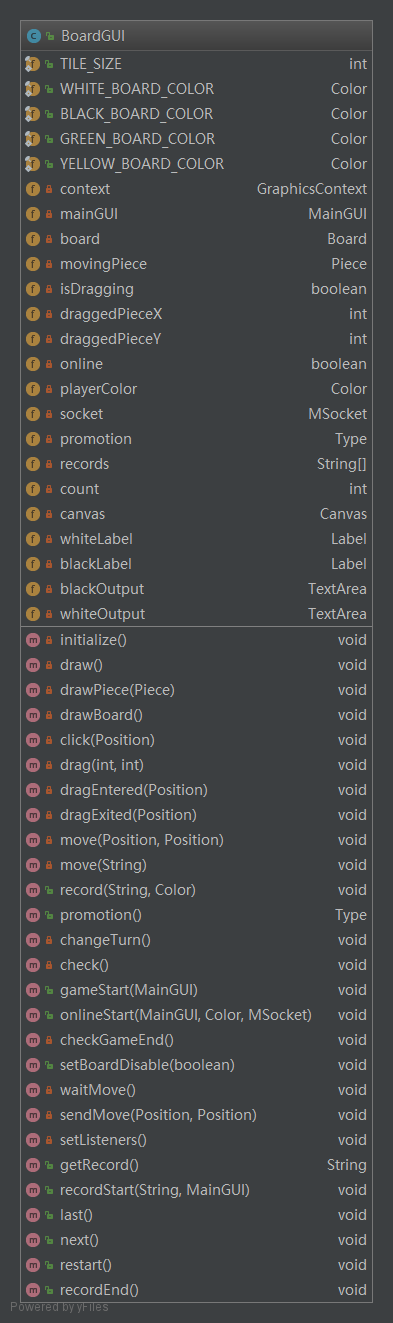 BoardGUI
TILE_SIZE int
WHITE_BOARD_COLOR Color
BLACK_BOARD_COLOR Color
GREEN_BOARD_COLOR Color
YELLOW_BOARD_COLOR Color
context GraphicsContext
mainGUI MainGUI
board Board
movingPiece Piece
isDragging boolean
draggedPieceX int
draggedPieceY int
online boolean
playerColor Color
socket MSocket
promotion Type
records String[]
count int
canvas Canvas
whiteLabel Label
blackLabel Label
blackOutput TextArea
whiteOutput TextArea
initialize() void
draw() void
drawPiece(Piece) void
drawBoard() void
click(Position) void
drag(int, int) void
dragEntered(Position) void
dragExited(Position) void
move(Position, Position) void
move(String) void
record(String, Color) void
promotion() Type
changeTurn() void
check() void
gameStart(MainGUI) void
onlineStart(MainGUI, Color, MSocket) void
checkGameEnd() void
setBoardDisable(boolean) void
waitMove() void
sendMove(Position, Position) void
setListeners() void
getRecord() String
recordStart(String, MainGUI) void
last() void
next() void
restart() void
recordEnd() void
Powered by yFiles